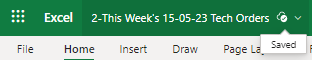 Excel 2-This Week's 15-05-23 Tech Orders
Saved
File Home Insert Draw Page La